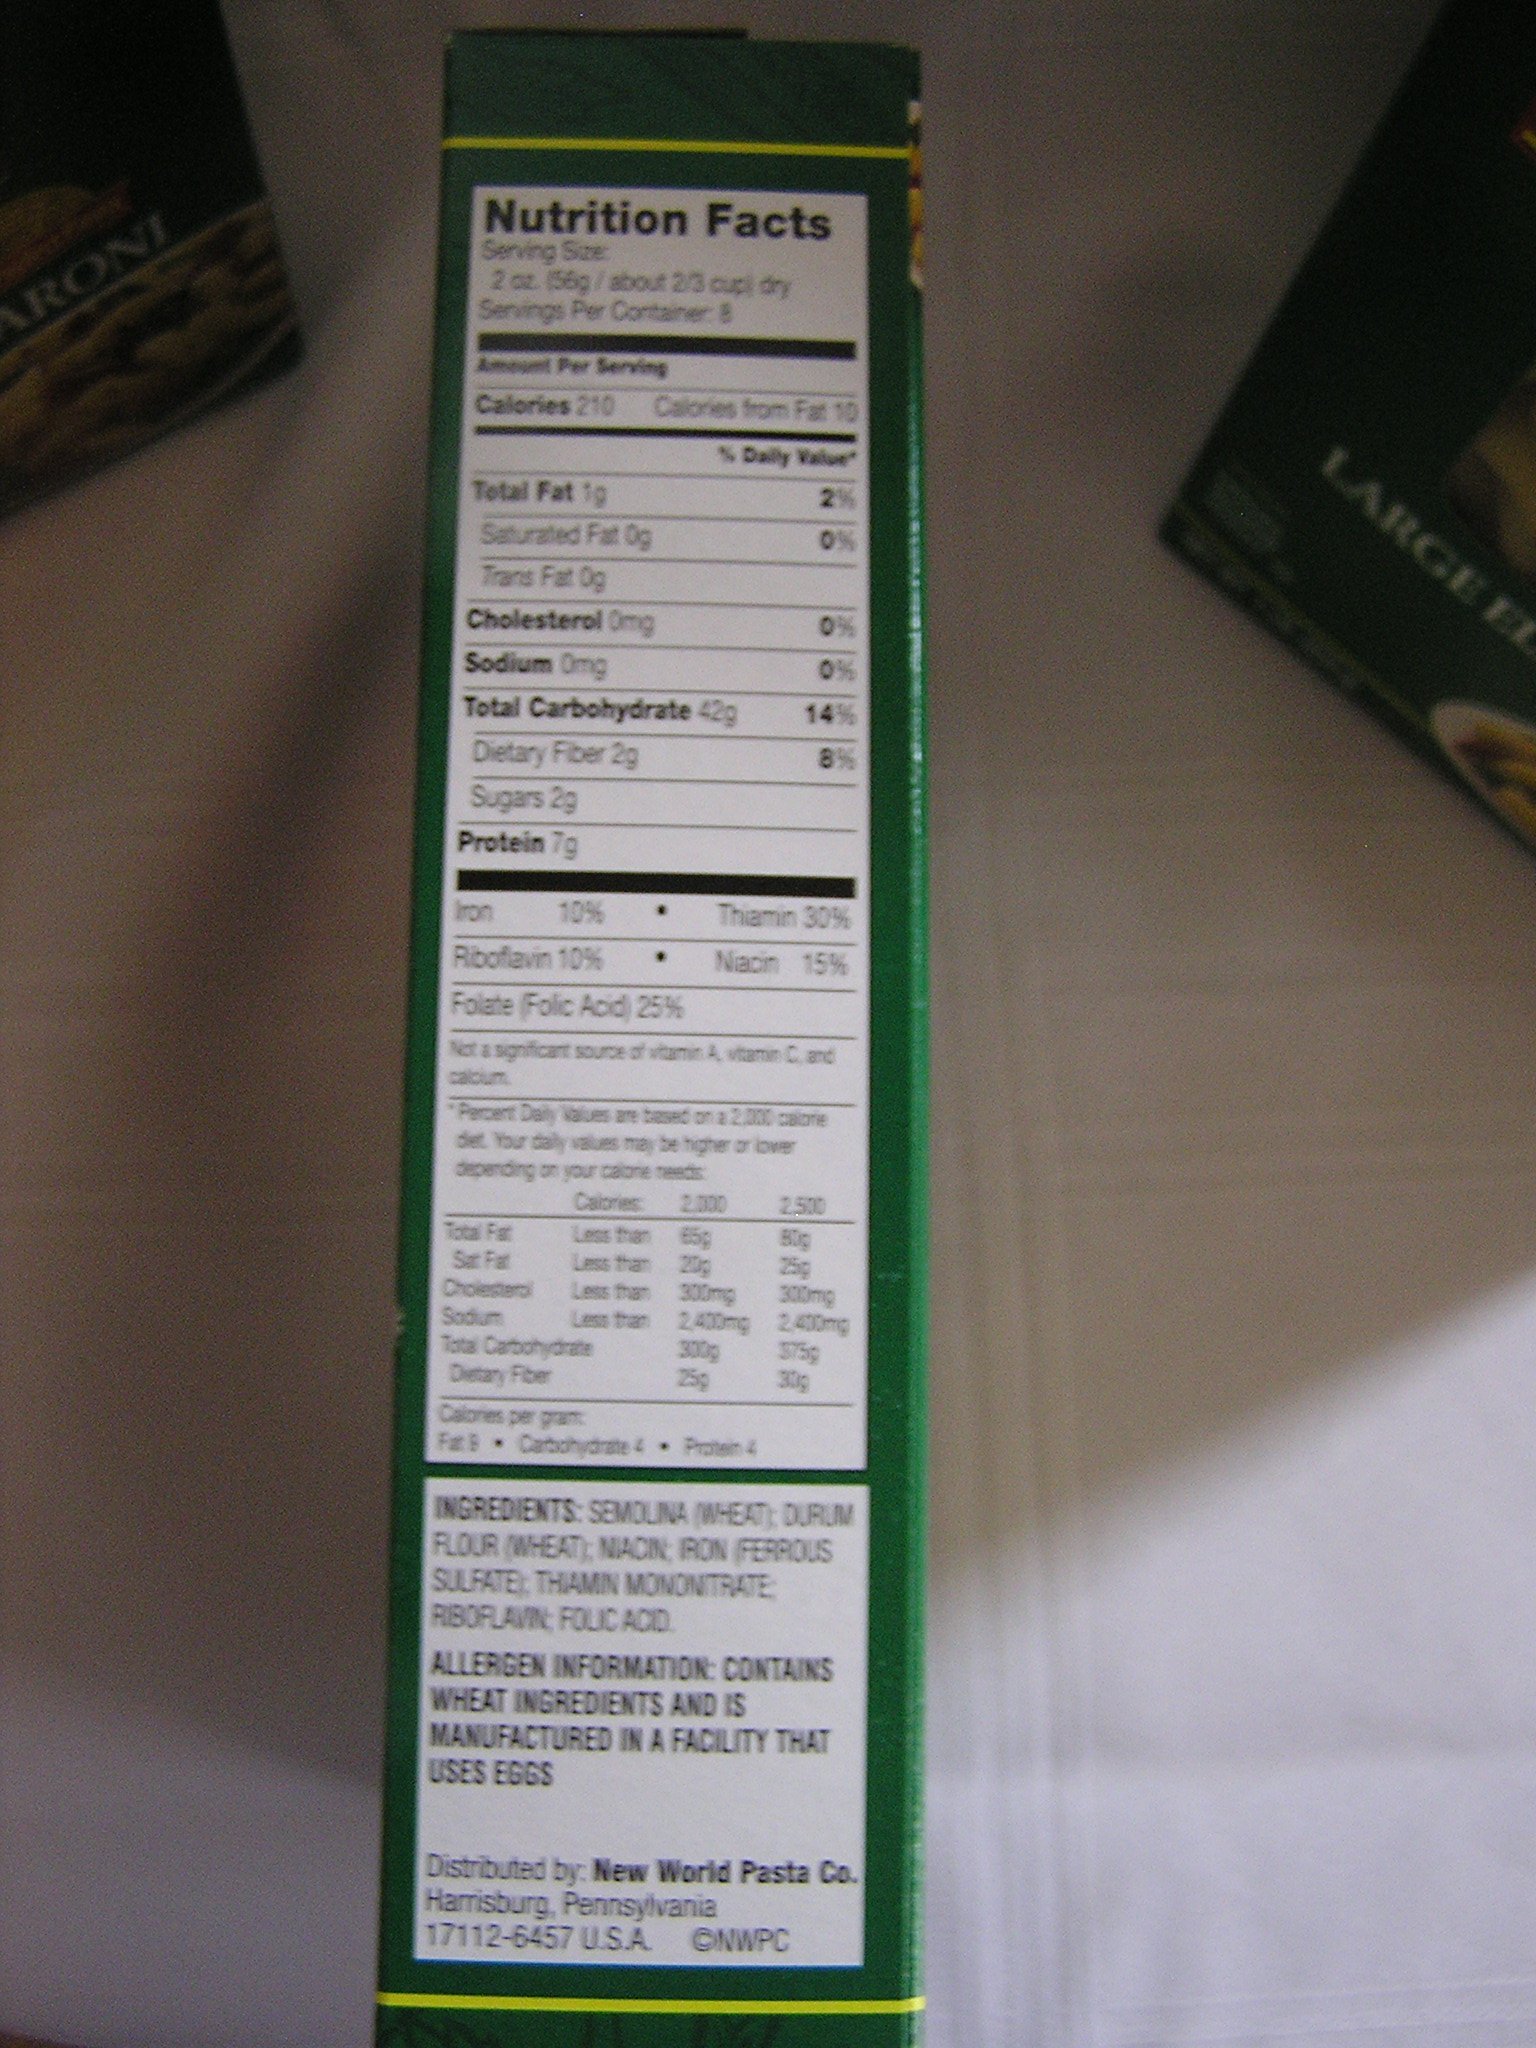 Nutrition Facts
Serving Size:
2 oz. (56g / about 2/3 cup) dry
Servings Per Container: 8
Amount Per Serving
Calories 210 Calories from Fat 10
% Daily Value*
Total Fat 1g 2%
Saturated Fat 0g 0%
Trans Fat 0g
Cholesterol 0mg 0%
Sodium 0mg 0%
Total Carbohydrate 42g 14%
Dietary Fiber 2g 8%
Sugars 2g
Protein 7g
Iron 10% • Thiamin 30%
Riboflavin 10% • Niacin 15%
Folate (Folic Acid) 25%
Not a significant source of vitamin A, vitamin C, and
calcium.
* Percent Daily Values are based on a 2,000 calorie
diet. Your daily values may be higher or lower
depending on your calorie needs:
Calories: 2,000 2,500
Total Fat Less than 65g 80g
Sat Fat Less than 20g 25g
Cholesterol Less than 300mg 300mg
Sodium Less than 2,400mg 2,400mg
Total Carbohydrate 300g 375g
Dietary Fiber 25g 30g
Calories per gram:
Fat 9 • Carbohydrate 4 • Protein 4
INGREDIENTS: SEMOLINA (WHEAT); DURUM
FLOUR (WHEAT); NIACIN; IRON (FERROUS
SULFATE); THIAMIN MONONITRATE;
RIBOFLAVIN; FOLIC ACID.
ALLERGEN INFORMATION: CONTAINS
WHEAT INGREDIENTS AND IS
MANUFACTURED IN A FACILITY THAT
USES EGGS
Distributed by: New World Pasta Co.
Harrisburg, Pennsylvania
17112-6457 U.S.A. ©NWPC
ARONI
LARGE EL